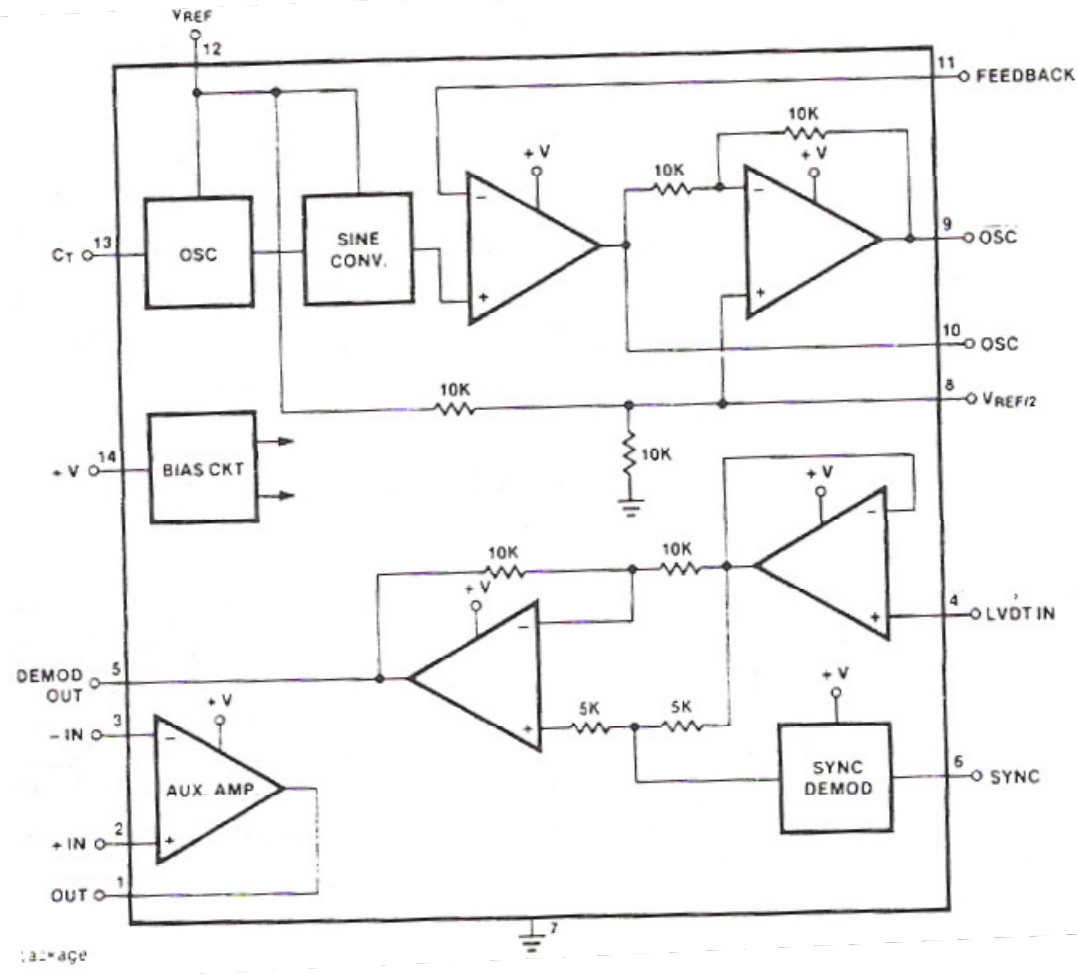 VREF
12
11 FEEDBACK
10K
+V
10K
+V
9 OSC
CT 13
OSC
SINE
CONV.
10 OSC
10K
8 VREF/2
10K
+V 14
BIAS CKT
+V
10K
10K
+V
4 LVDT IN
DEMOD
OUT
5
+V
+V
5K
5K
-IN 3
AUX. AMP.
SYNC
DEMOD
6 SYNC
+IN 2
OUT 1
7